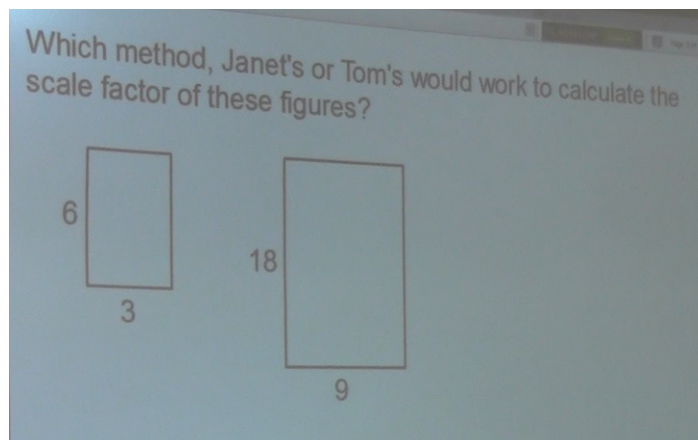 Which method, Janet's or Tom's would work to calculate the
scale factor of these figures?
6
3
18
9